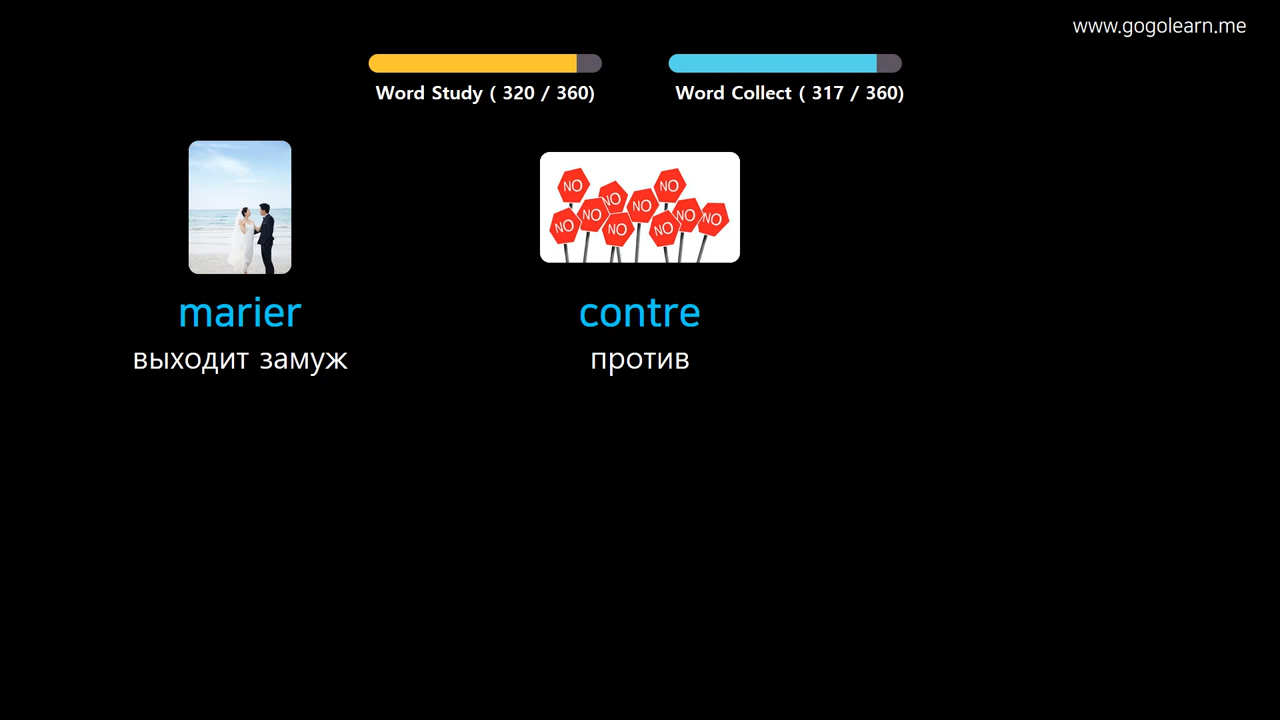 www.gogolearn.me
Word Study ( 320 / 360)
Word Collect ( 317 / 360)
NO
NO
NO
NO
NO
NO
NO
NO
NO
NO
marier
contre
выходит замуж
против